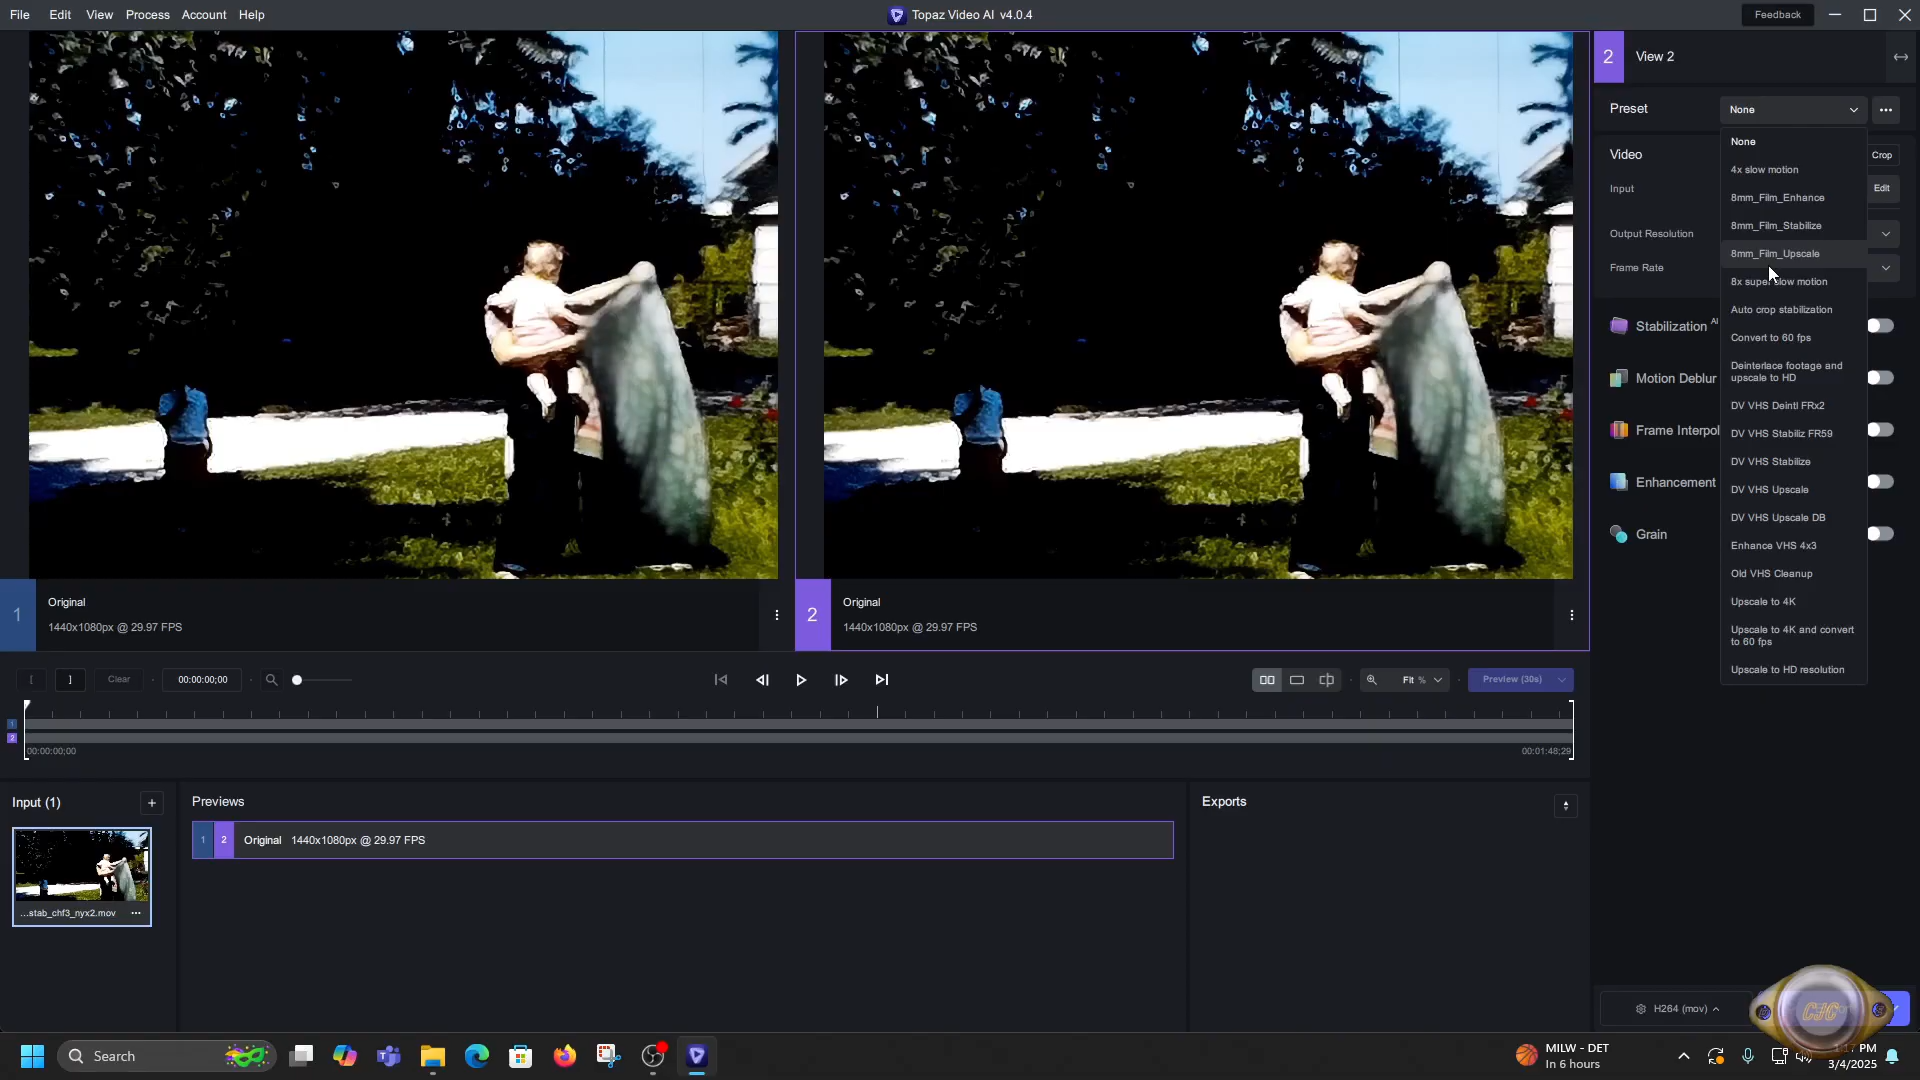 File Edit View Process Account Help
Topaz Video AI v4.0.4
Feedback
2 View 2
Preset None
None
4x slow motion
8mm_Film_Enhance
8mm_Film_Stabilize
8mm_Film_Upscale
8x super slow motion
Auto crop stabilization
Convert to 60 fps
Deinterlace footage and
upscale to HD
DV VHS Deintl FRx2
DV VHS Stabiliz FR59
DV VHS Stabilize
DV VHS Upscale
DV VHS Upscale DB
Enhance VHS 4x3
Old VHS Cleanup
Upscale to 4K
Upscale to 4K and convert
to 60 fps
Upscale to HD resolution
Video Crop
Input Edit
Output Resolution
Frame Rate
Stabilization AI
Motion Deblur
Frame Interpol
Enhancement
Grain
1 Original
1440x1080px @ 29.97 FPS
2 Original
1440x1080px @ 29.97 FPS
[ ] Clear 00:00:00;00
Fit % Preview (30s)
1
2
00:00:00;00 00:01:48;29
Input (1) +
...stab_chf3_nyx2.mov
Previews
1 2 Original 1440x1080px @ 29.97 FPS
Exports
H264 (mov)
CJC
Search
MILW - DET
In 6 hours
:17 PM
3/4/2025